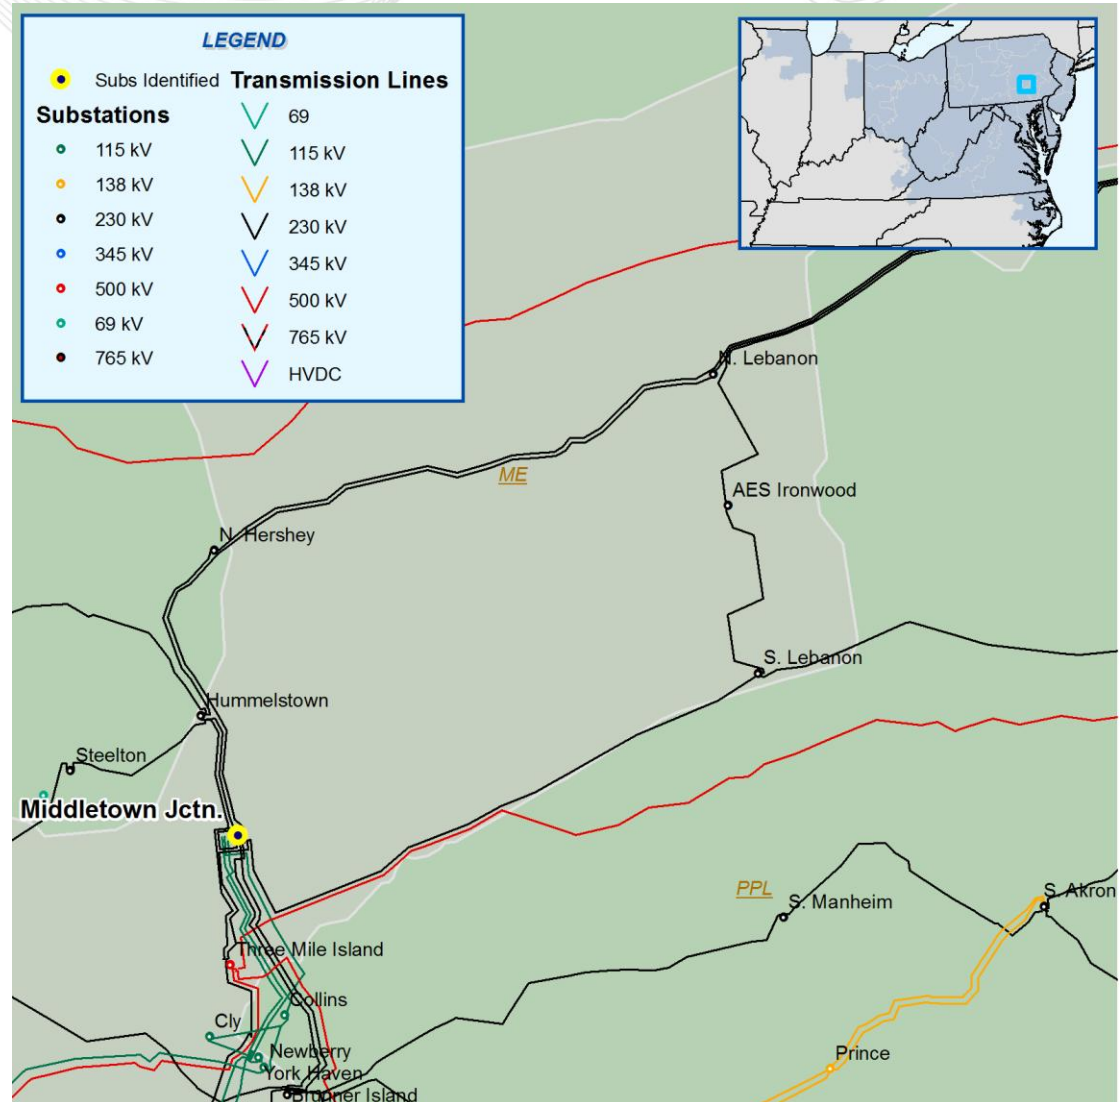 LEGEND
Subs Identified
Substations
115 kV
138 kV
230 kV
345 kV
500 kV
69 kV
765 kV
Transmission Lines
69
115 kV
138 kV
230 kV
345 kV
500 kV
765 kV
HVDC
N. Lebanon
ME
AES Ironwood
N. Hershey
S. Lebanon
Hummelstown
Steelton
Middletown Jctn.
PPL
S. Manheim
S. Akron
Three Mile Island
Collins
Cly
Newberry
York Haven
Prince
Brunner Island